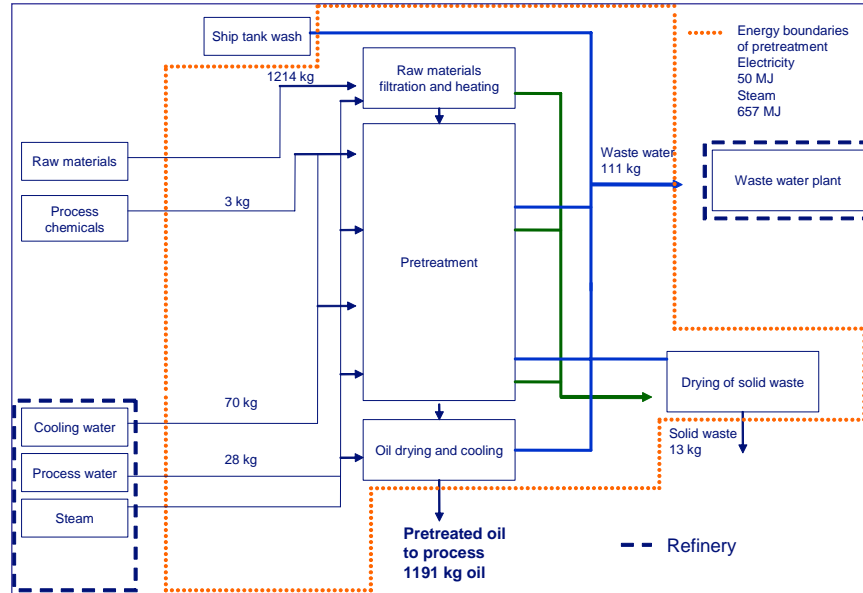 Ship tank wash
Energy boundaries
of pretreatment
Electricity
50 MJ
Steam
657 MJ
1214 kg
Raw materials
filtration and heating
Raw materials
Waste water
111 kg
Waste water plant
Process
chemicals
3 kg
Pretreatment
Drying of solid waste
70 kg
Cooling water
Solid waste
13 kg
Oil drying and cooling
28 kg
Process water
Steam
Pretreated oil
to process
1191 kg oil
Refinery